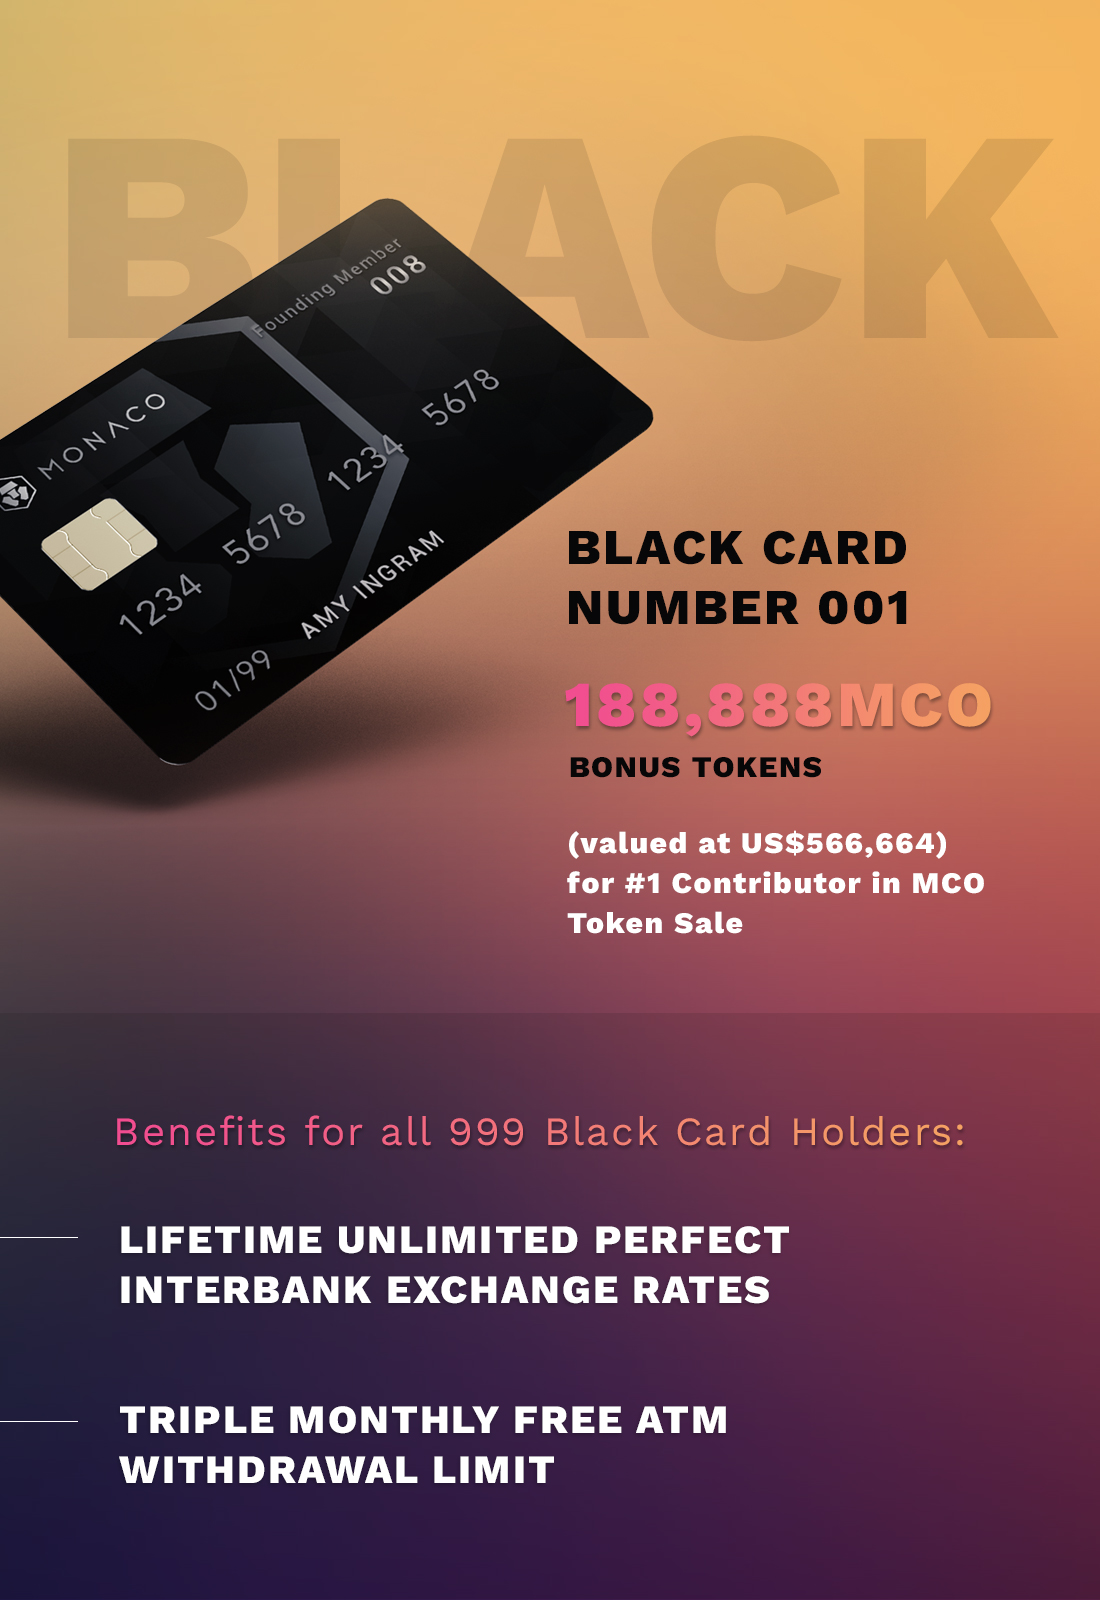 BLACK
Founding Member
008
MONACO
1234 5678 1234 5678
AMY INGRAM
01/99
BLACK CARD
NUMBER 001
188,888MCO
BONUS TOKENS
(valued at US$566,664)
for #1 Contributor in MCO
Token Sale
Benefits for all 999 Black Card Holders:
LIFETIME UNLIMITED PERFECT
INTERBANK EXCHANGE RATES
TRIPLE MONTHLY FREE ATM
WITHDRAWAL LIMIT